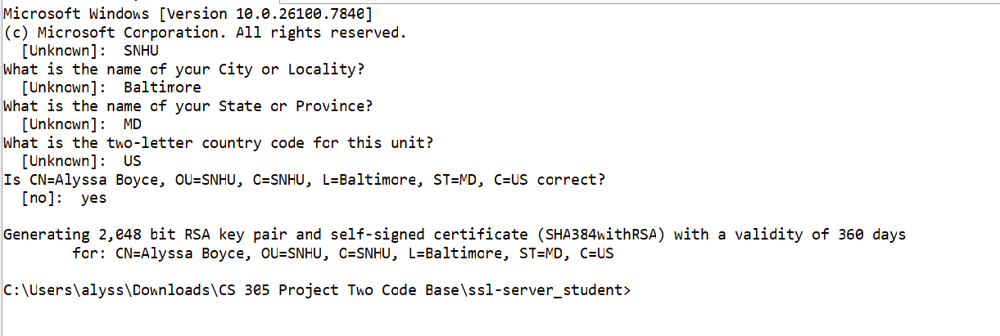 Microsoft Windows [Version 10.0.26100.7840]
(c) Microsoft Corporation. All rights reserved.
[Unknown]: SNHU
What is the name of your City or Locality?
[Unknown]: Baltimore
What is the name of your State or Province?
[Unknown]: MD
What is the two-letter country code for this unit?
[Unknown]: US
Is CN=Alyssa Boyce, OU=SNHU, O=SNHU, L=Baltimore, ST=MD, C=US correct?
[no]: yes
Generating 2,048 bit RSA key pair and self-signed certificate (SHA384withRSA) with a validity of 360 days
for: CN=Alyssa Boyce, OU=SNHU, O=SNHU, L=Baltimore, ST=MD, C=US
C:\Users\alyss\Downloads\CS 305 Project Two Code Base\ssl-server_student>